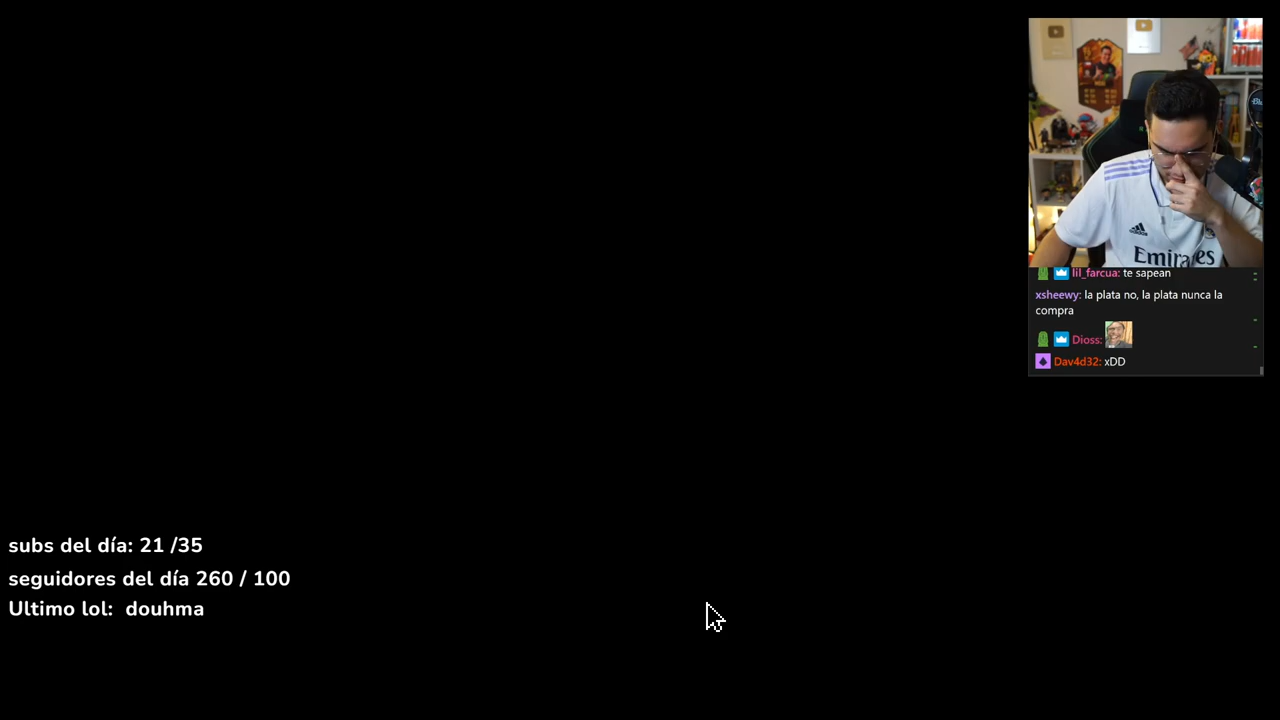 Emirates
lil_farcua: te sapean
xsheewy: la plata no, la plata nunca la
compra
Dioss:
Dav4d32: xDD
subs del día: 21 /35
seguidores del día 260 / 100
Ultimo lol: douhma